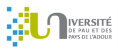 UNIVERSITÉ
DE PAU ET DES
PAYS DE L'ADOUR